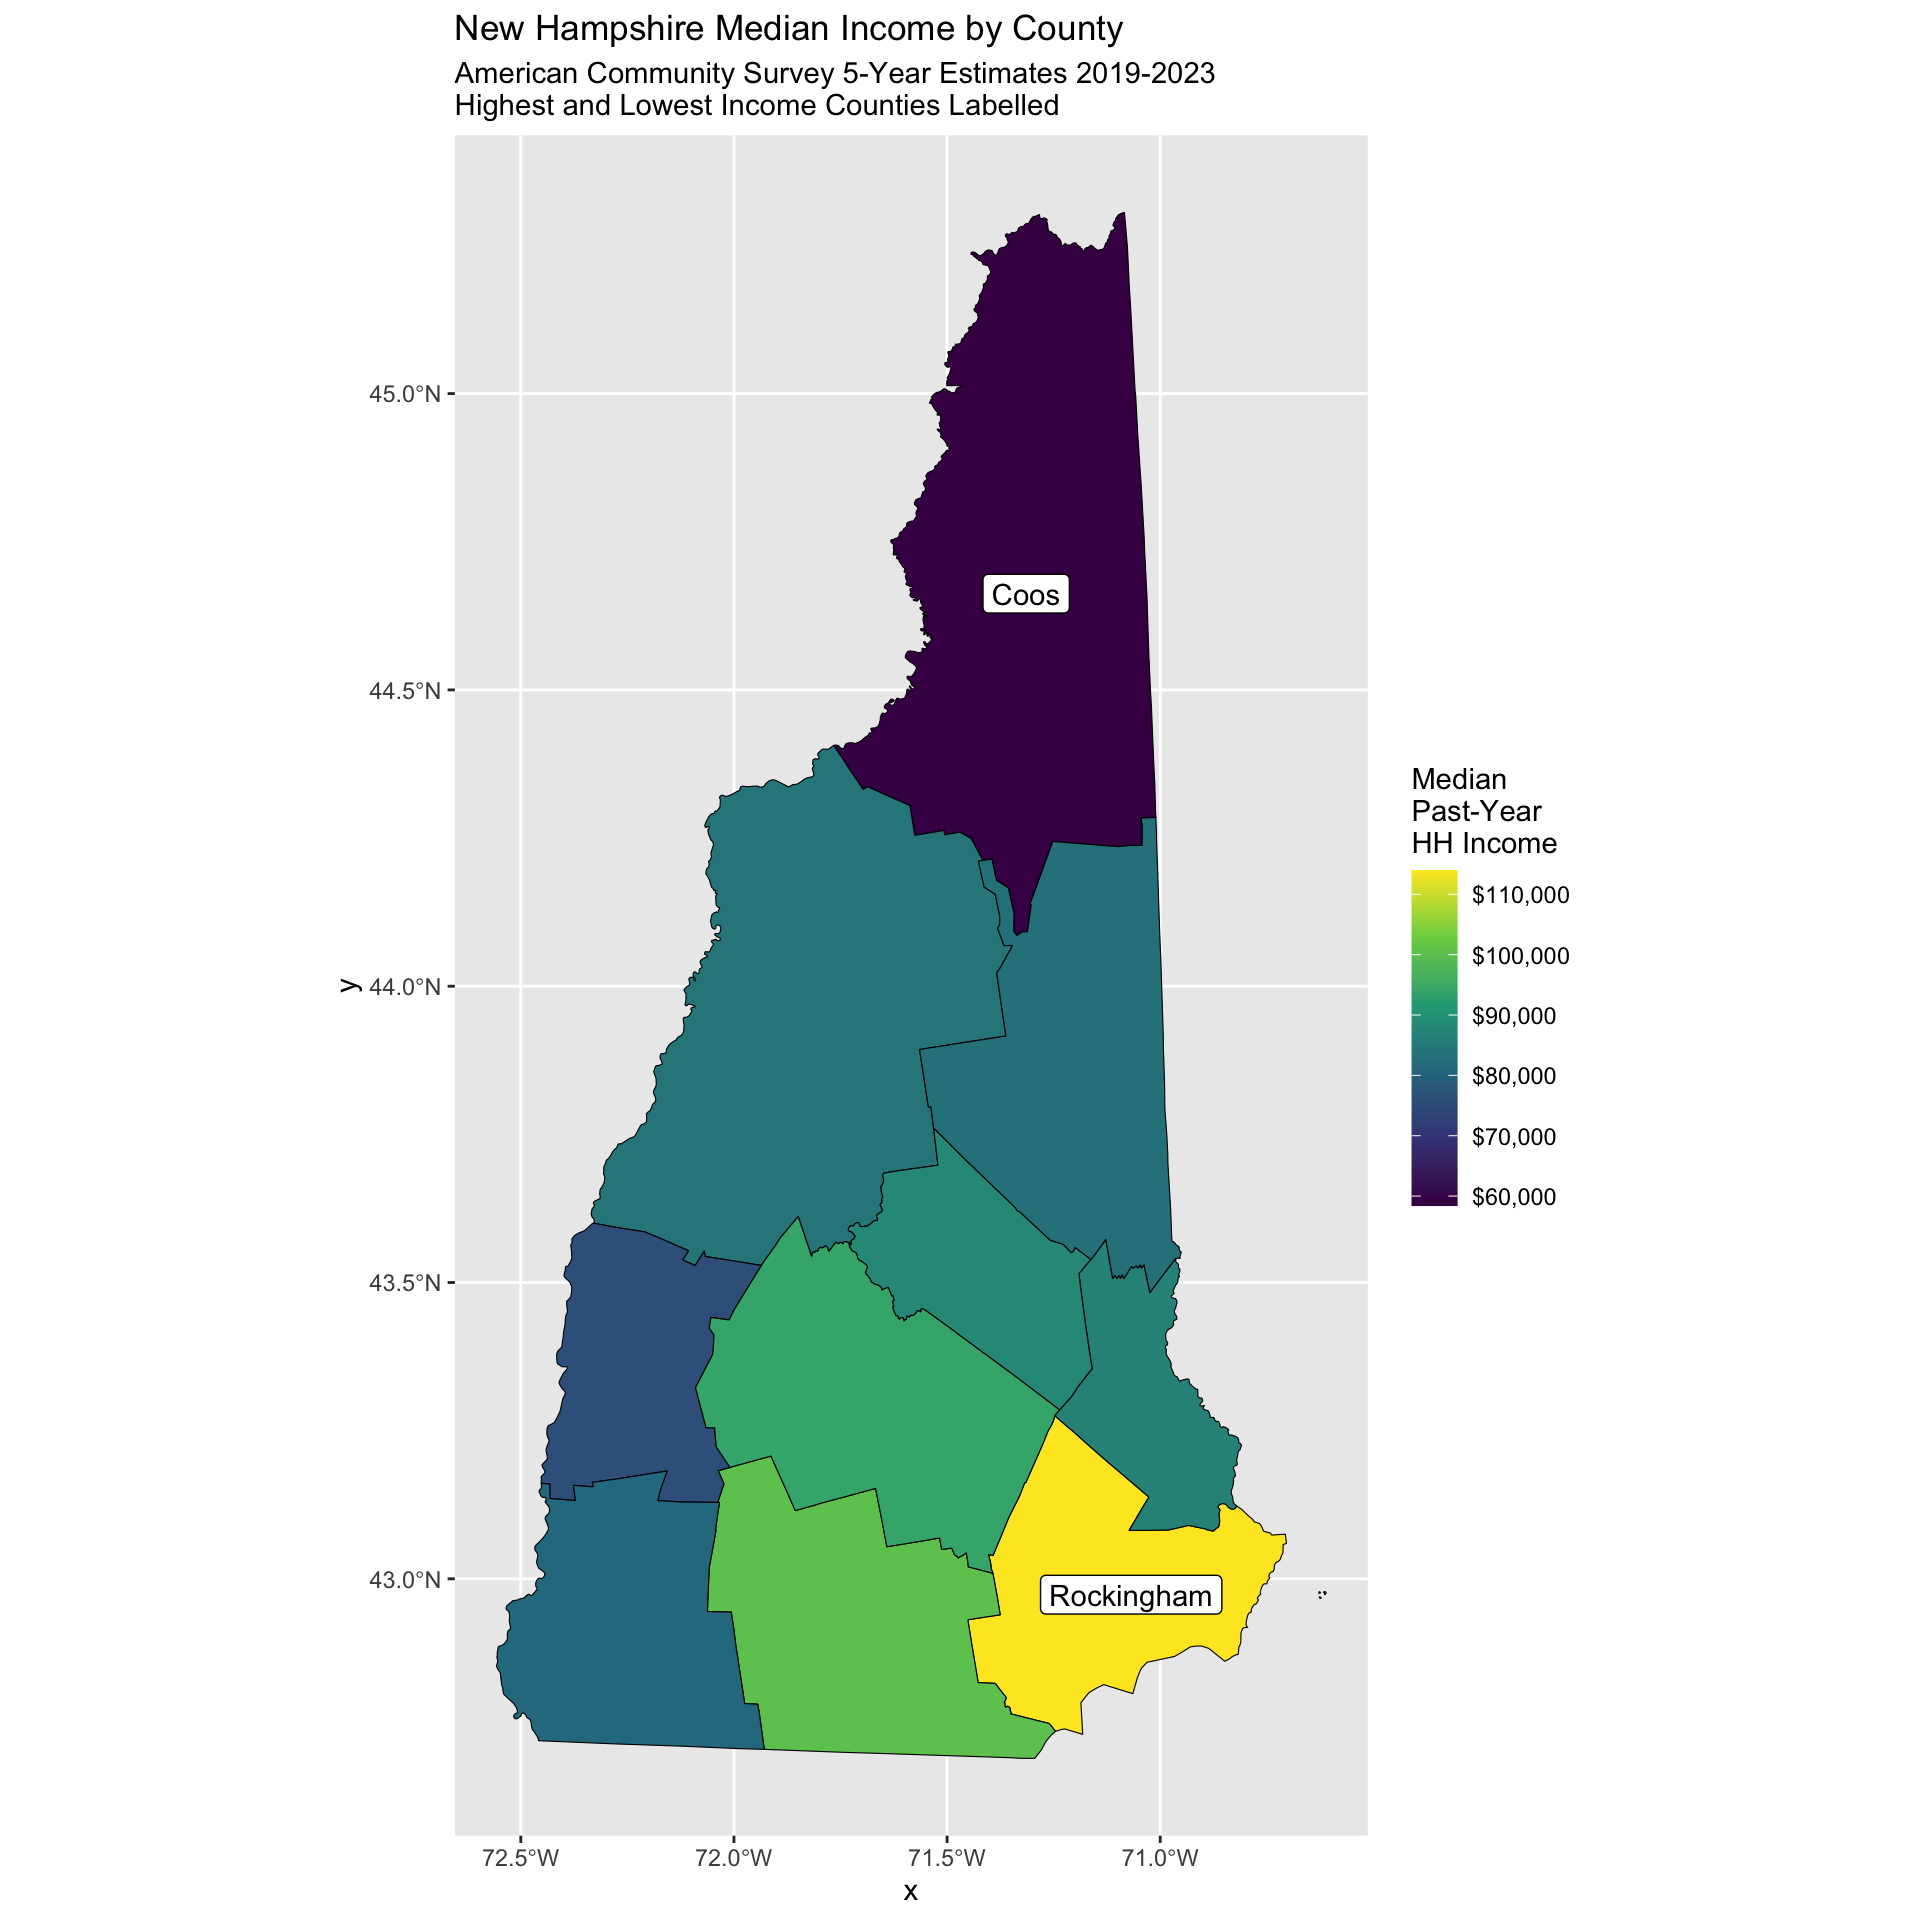 New Hampshire Median Income by County
American Community Survey 5-Year Estimates 2019-2023
Highest and Lowest Income Counties Labelled
45.0°N
44.5°N
44.0°N
43.5°N
43.0°N
y
Coos
Rockingham
72.5°W
72.0°W
71.5°W
71.0°W
x
Median
Past-Year
HH Income
$110,000
$100,000
$90,000
$80,000
$70,000
$60,000